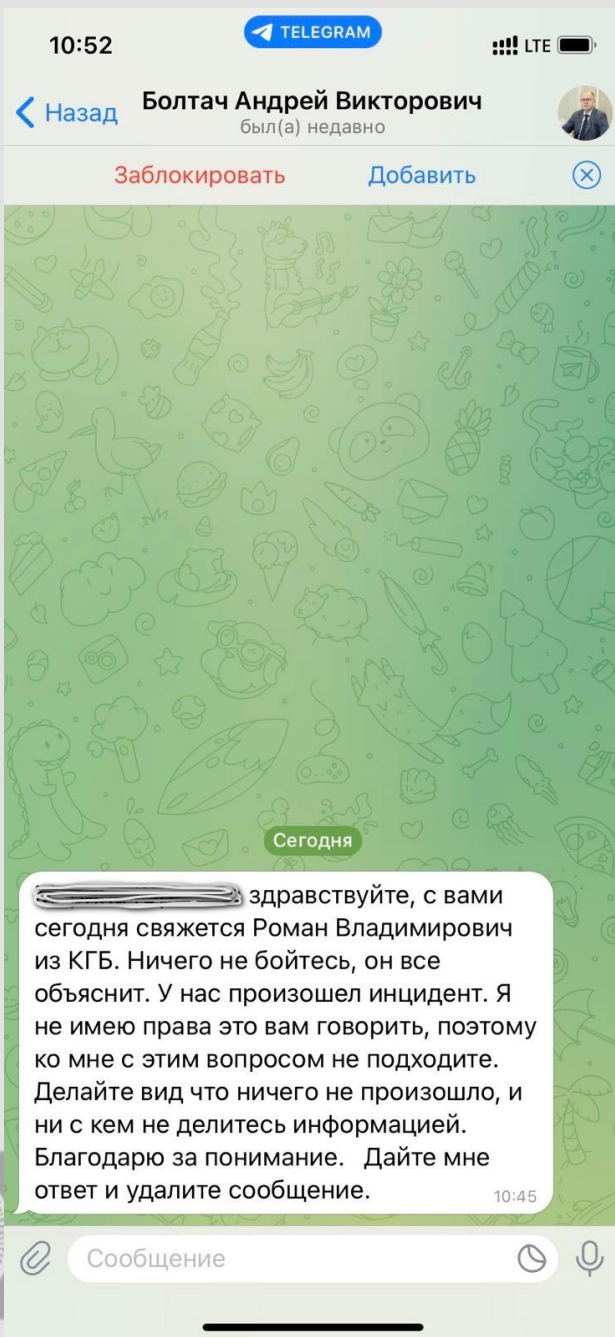 10:52
TELEGRAM
LTE
Назад
Болтач Андрей Викторович
был(а) недавно
Заблокировать
Добавить
Сегодня
здравствуйте, с вами
сегодня свяжется Роман Владимирович
из КГБ. Ничего не бойтесь, он все
объяснит. У нас произошел инцидент. Я
не имею права это вам говорить, поэтому
ко мне с этим вопросом не подходите.
Делайте вид что ничего не произошло, и
ни с кем не делитесь информацией.
Благодарю за понимание.   Дайте мне
ответ и удалите сообщение.
10:45
Сообщение